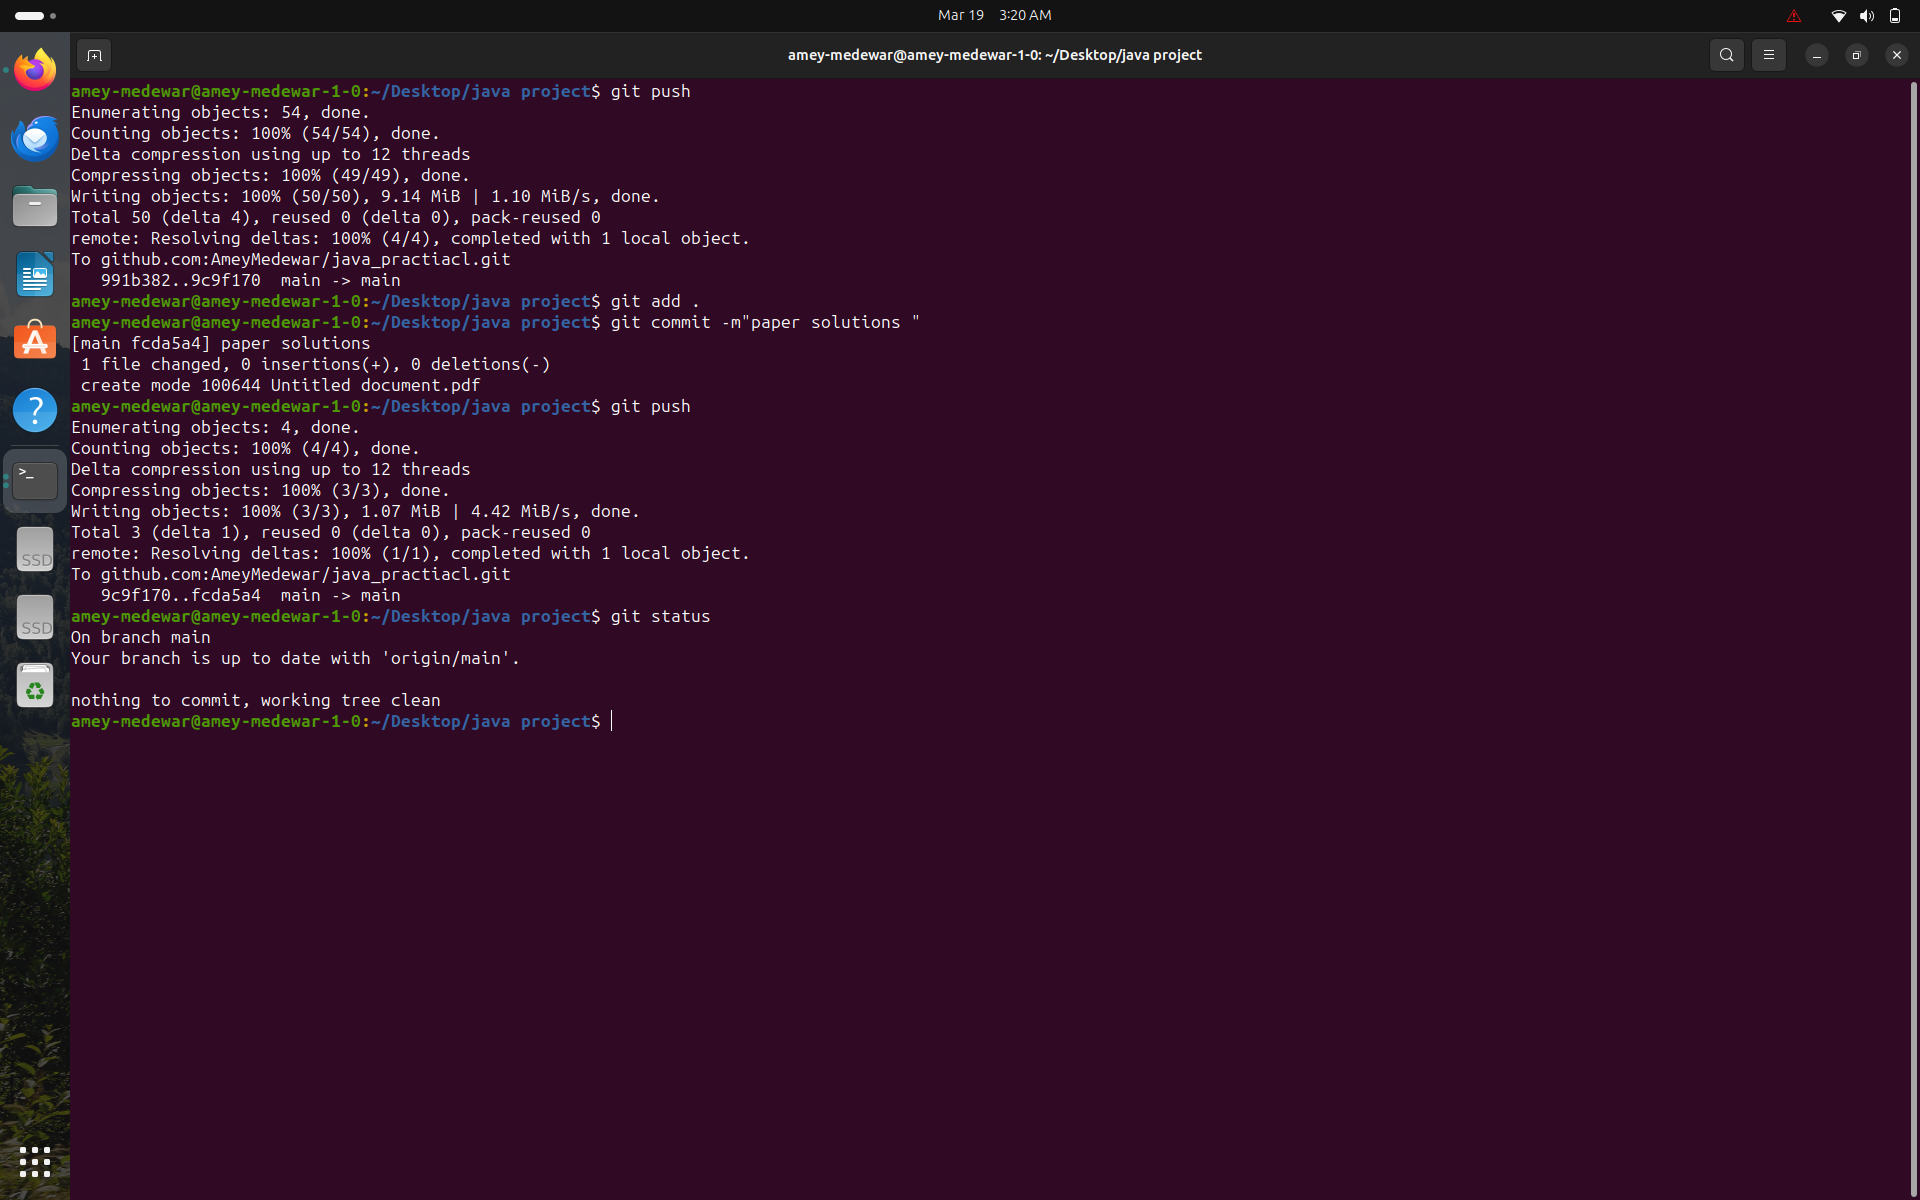 Mar 19 3:20 AM
amey-medewar@amey-medewar-1-0: ~/Desktop/java project
amey-medewar@amey-medewar-1-0:~/Desktop/java project$ git push
Enumerating objects: 54, done.
Counting objects: 100% (54/54), done.
Delta compression using up to 12 threads
Compressing objects: 100% (49/49), done.
Writing objects: 100% (50/50), 9.14 MiB | 1.10 MiB/s, done.
Total 50 (delta 4), reused 0 (delta 0), pack-reused 0
remote: Resolving deltas: 100% (4/4), completed with 1 local object.
To github.com:AmeyMedewar/java_practiacl.git
   991b382..9c9f170  main -> main
amey-medewar@amey-medewar-1-0:~/Desktop/java project$ git add .
amey-medewar@amey-medewar-1-0:~/Desktop/java project$ git commit -m"paper solutions "
[main fcda5a4] paper solutions
 1 file changed, 0 insertions(+), 0 deletions(-)
 create mode 100644 Untitled document.pdf
amey-medewar@amey-medewar-1-0:~/Desktop/java project$ git push
Enumerating objects: 4, done.
Counting objects: 100% (4/4), done.
Delta compression using up to 12 threads
Compressing objects: 100% (3/3), done.
Writing objects: 100% (3/3), 1.07 MiB | 4.42 MiB/s, done.
Total 3 (delta 1), reused 0 (delta 0), pack-reused 0
remote: Resolving deltas: 100% (1/1), completed with 1 local object.
To github.com:AmeyMedewar/java_practiacl.git
   9c9f170..fcda5a4  main -> main
amey-medewar@amey-medewar-1-0:~/Desktop/java project$ git status
On branch main
Your branch is up to date with 'origin/main'.

nothing to commit, working tree clean
amey-medewar@amey-medewar-1-0:~/Desktop/java project$
SSD
SSD